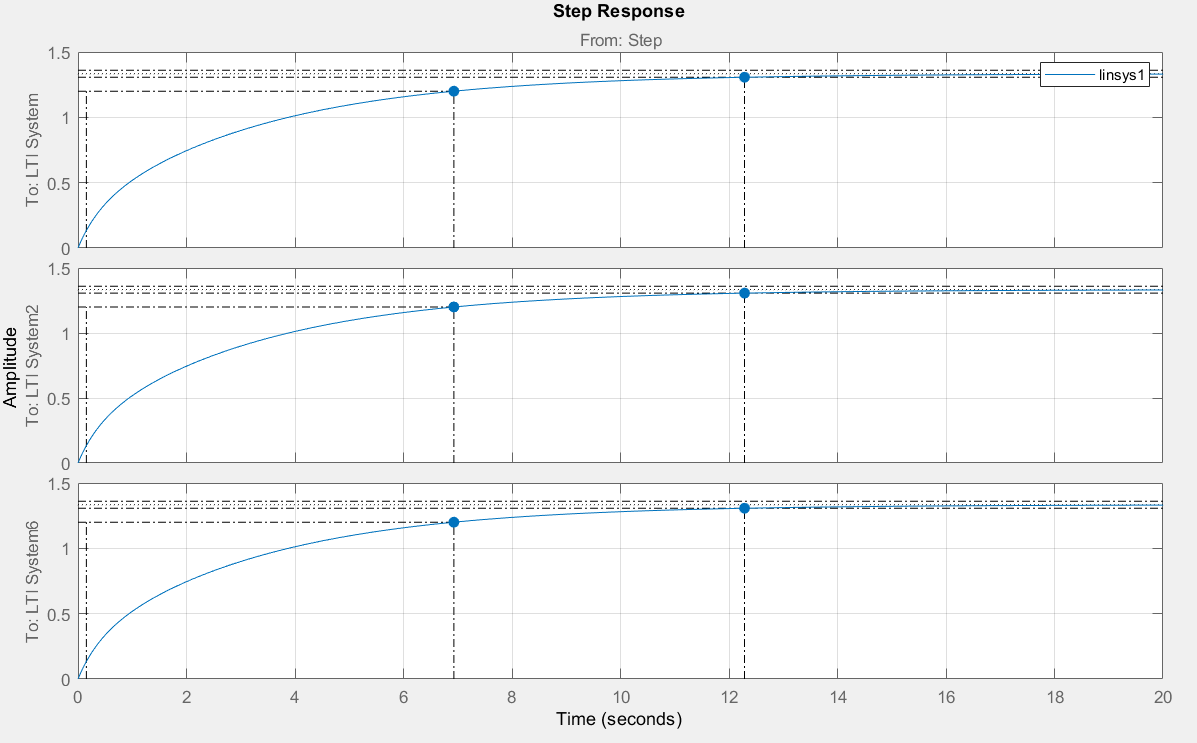 Step Response
From: Step
linsys1
To: LTI System
1.5
1
0.5
0
Amplitude
To: LTI System2
1.5
1
0.5
0
To: LTI System6
1.5
1
0.5
0
0 2 4 6 8 10 12 14 16 18 20
Time (seconds)